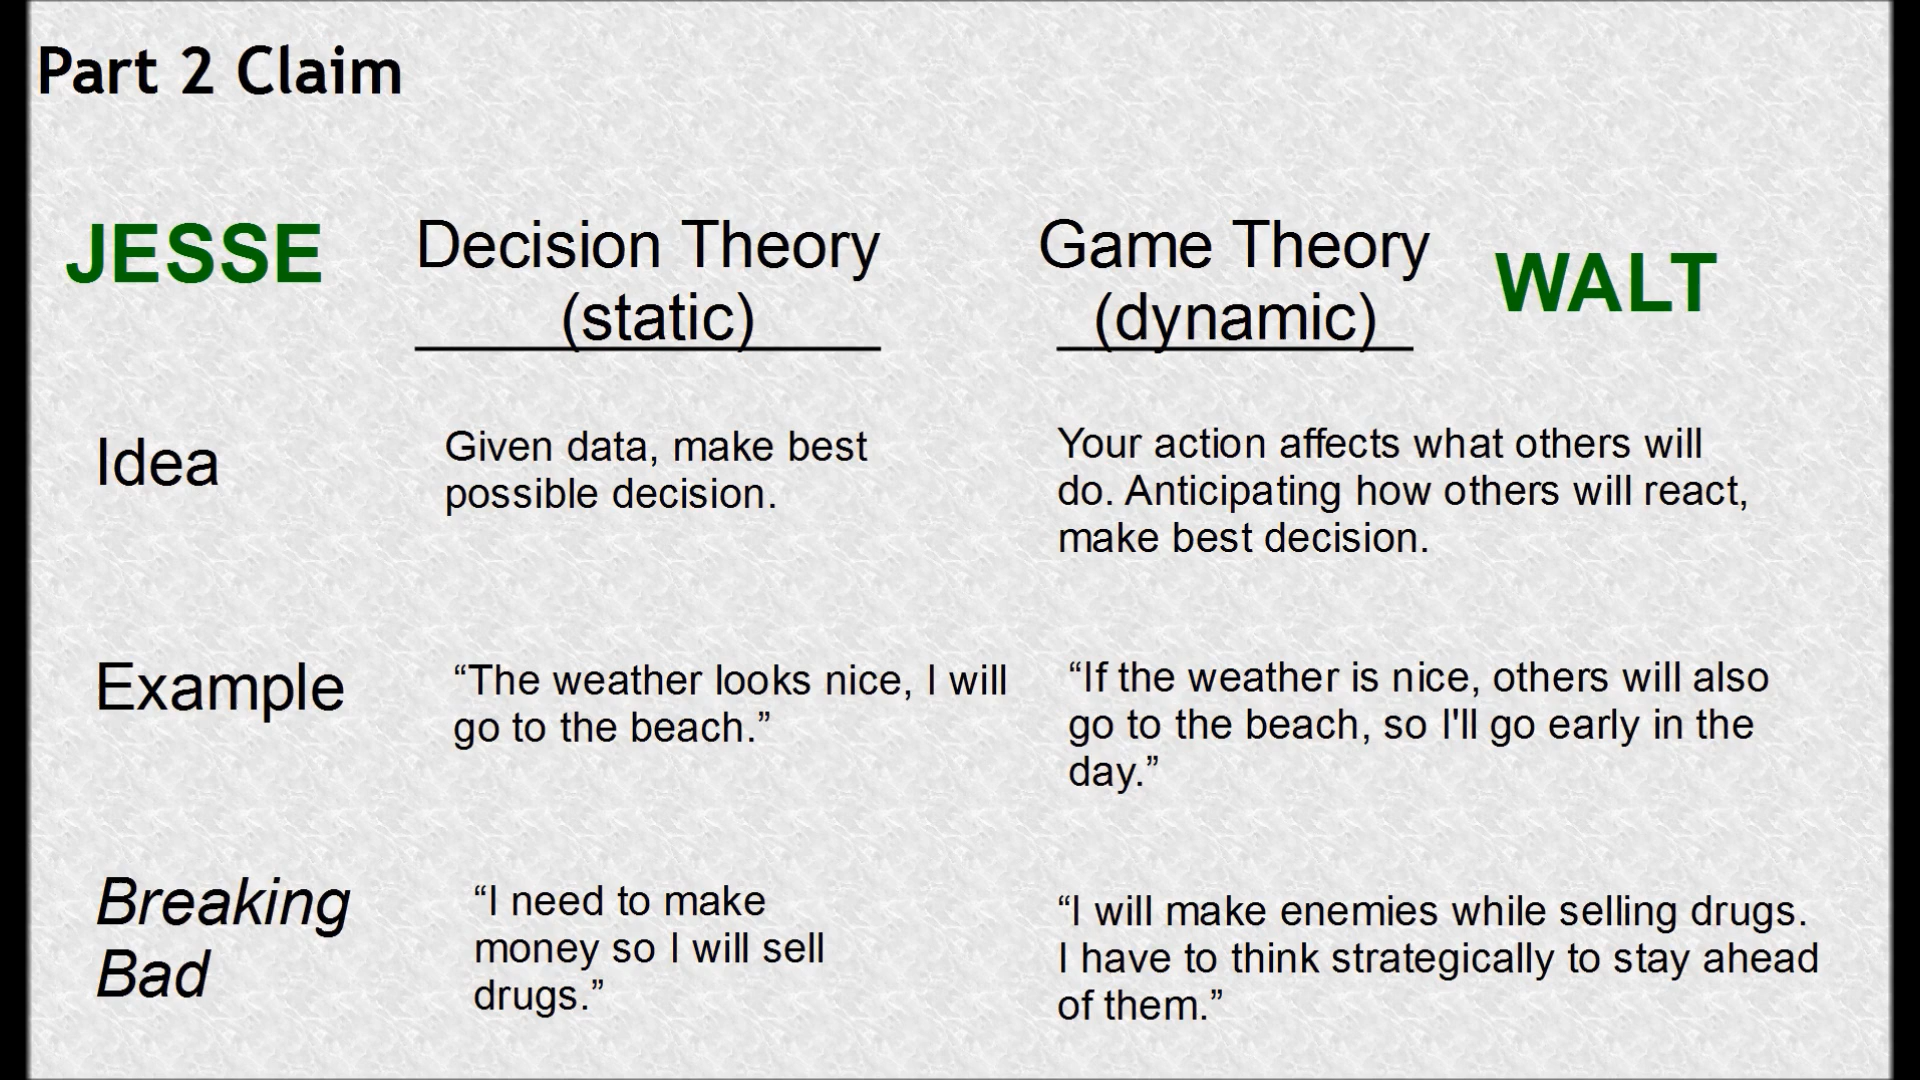 Part 2 Claim
JESSE
Decision Theory
(static)
Game Theory
(dynamic)
WALT
Idea
Given data, make best
possible decision.
Your action affects what others will
do. Anticipating how others will react,
make best decision.
Example
“The weather looks nice, I will
go to the beach.”
“If the weather is nice, others will also
go to the beach, so I'll go early in the
day.”
Breaking
Bad
“I need to make
money so I will sell
drugs.”
“I will make enemies while selling drugs.
I have to think strategically to stay ahead
of them.”